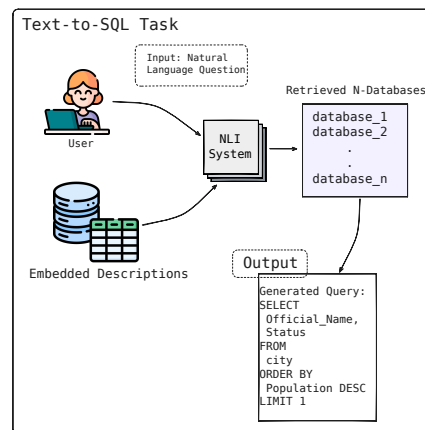 Text-to-SQL Task
Input: Natural
Language Question
User
NLI
System
Retrieved N-Databases
database_1
database_2
.
.
database_n
Embedded Descriptions
Output
Generated Query:
SELECT
Official_Name,
Status
FROM
city
ORDER BY
Population DESC
LIMIT 1